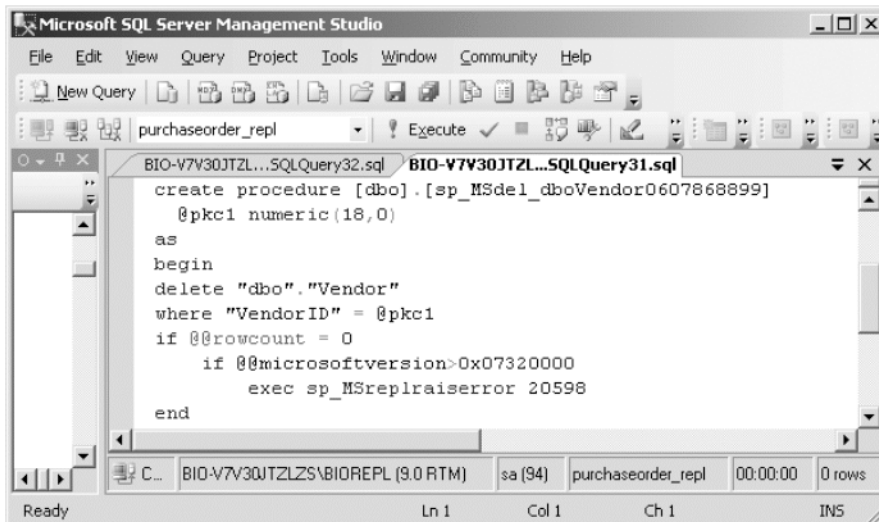 Microsoft SQL Server Management Studio
File Edit View Query Project Tools Window Community Help
New Query
purchaseorder_repl Execute
BIO-V7V30JTZL...SQLQuery32.sql BIO-V7V30JTZL...SQLQuery31.sql
create procedure [dbo].[sp_MSdel_dboVendor0607868899]
@pkc1 numeric(18,0)
as
begin
delete "dbo"."Vendor"
where "VendorID" = @pkc1
if @@rowcount = 0
if @@microsoftversion>0x07320000
exec sp_MSreplraiserror 20598
end
C... BIO-V7V30JTZLZS\BIOREPL (9.0 RTM) sa (94) purchaseorder_repl 00:00:00 0 rows
Ready Ln 1 Col 1 Ch 1 INS